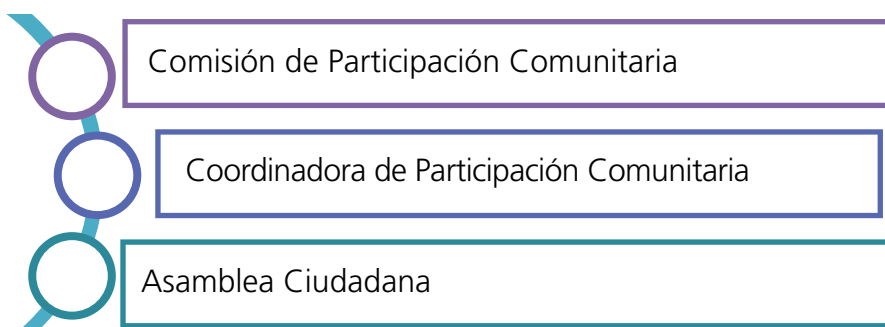 Comisión de Participación Comunitaria
Coordinadora de Participación Comunitaria
Asamblea Ciudadana